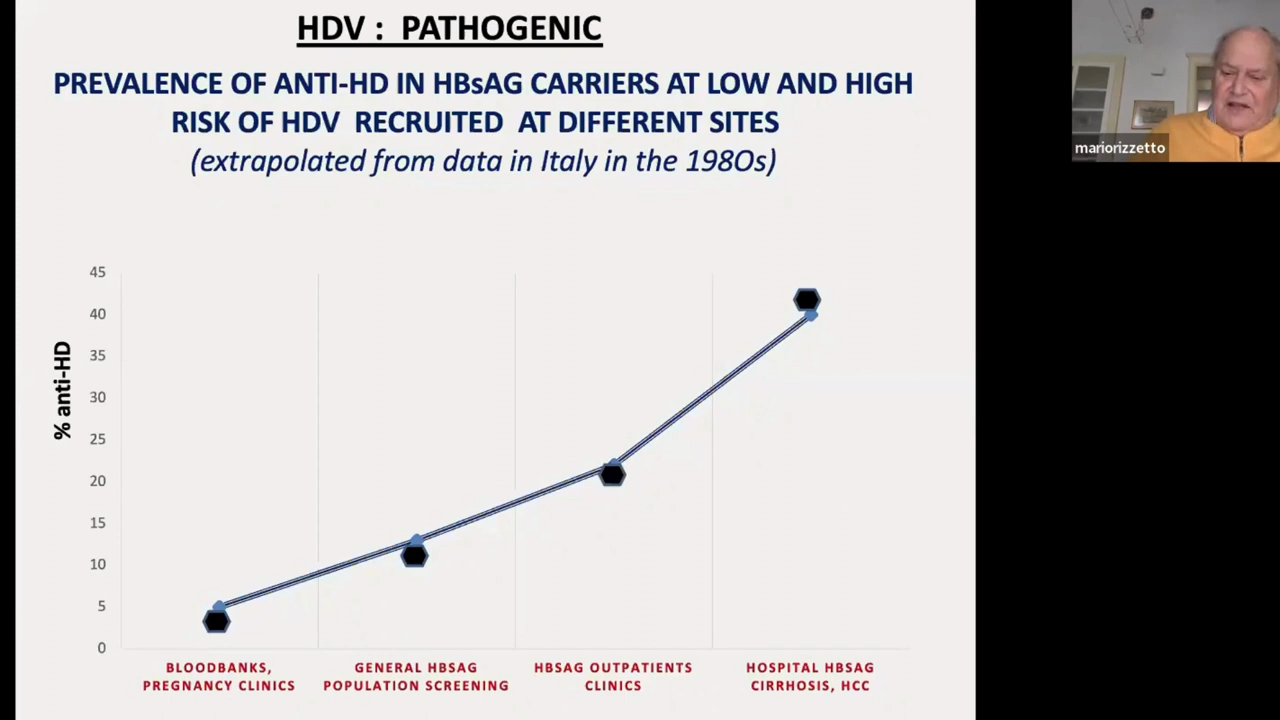 HDV : PATHOGENIC
PREVALENCE OF ANTI-HD IN HBsAG CARRIERS AT LOW AND HIGH
RISK OF HDV RECRUITED AT DIFFERENT SITES
(extrapolated from data in Italy in the 198Os)
mariorizzetto
% anti-HD
45
40
35
30
25
20
15
10
5
0
BLOODBANKS,
PREGNANCY CLINICS
GENERAL HBSAG
POPULATION SCREENING
HBSAG OUTPATIENTS
CLINICS
HOSPITAL HBSAG
CIRRHOSIS, HCC